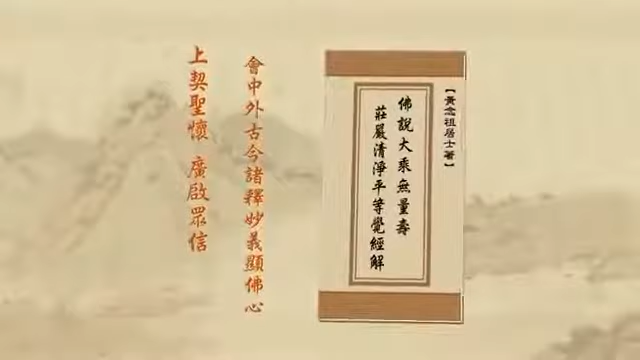 【黃念祖居士著】
佛說大乘無量壽
莊嚴清淨平等覺經解
會中外古今諸釋妙義顯佛心
上契聖懷 廣啟眾信